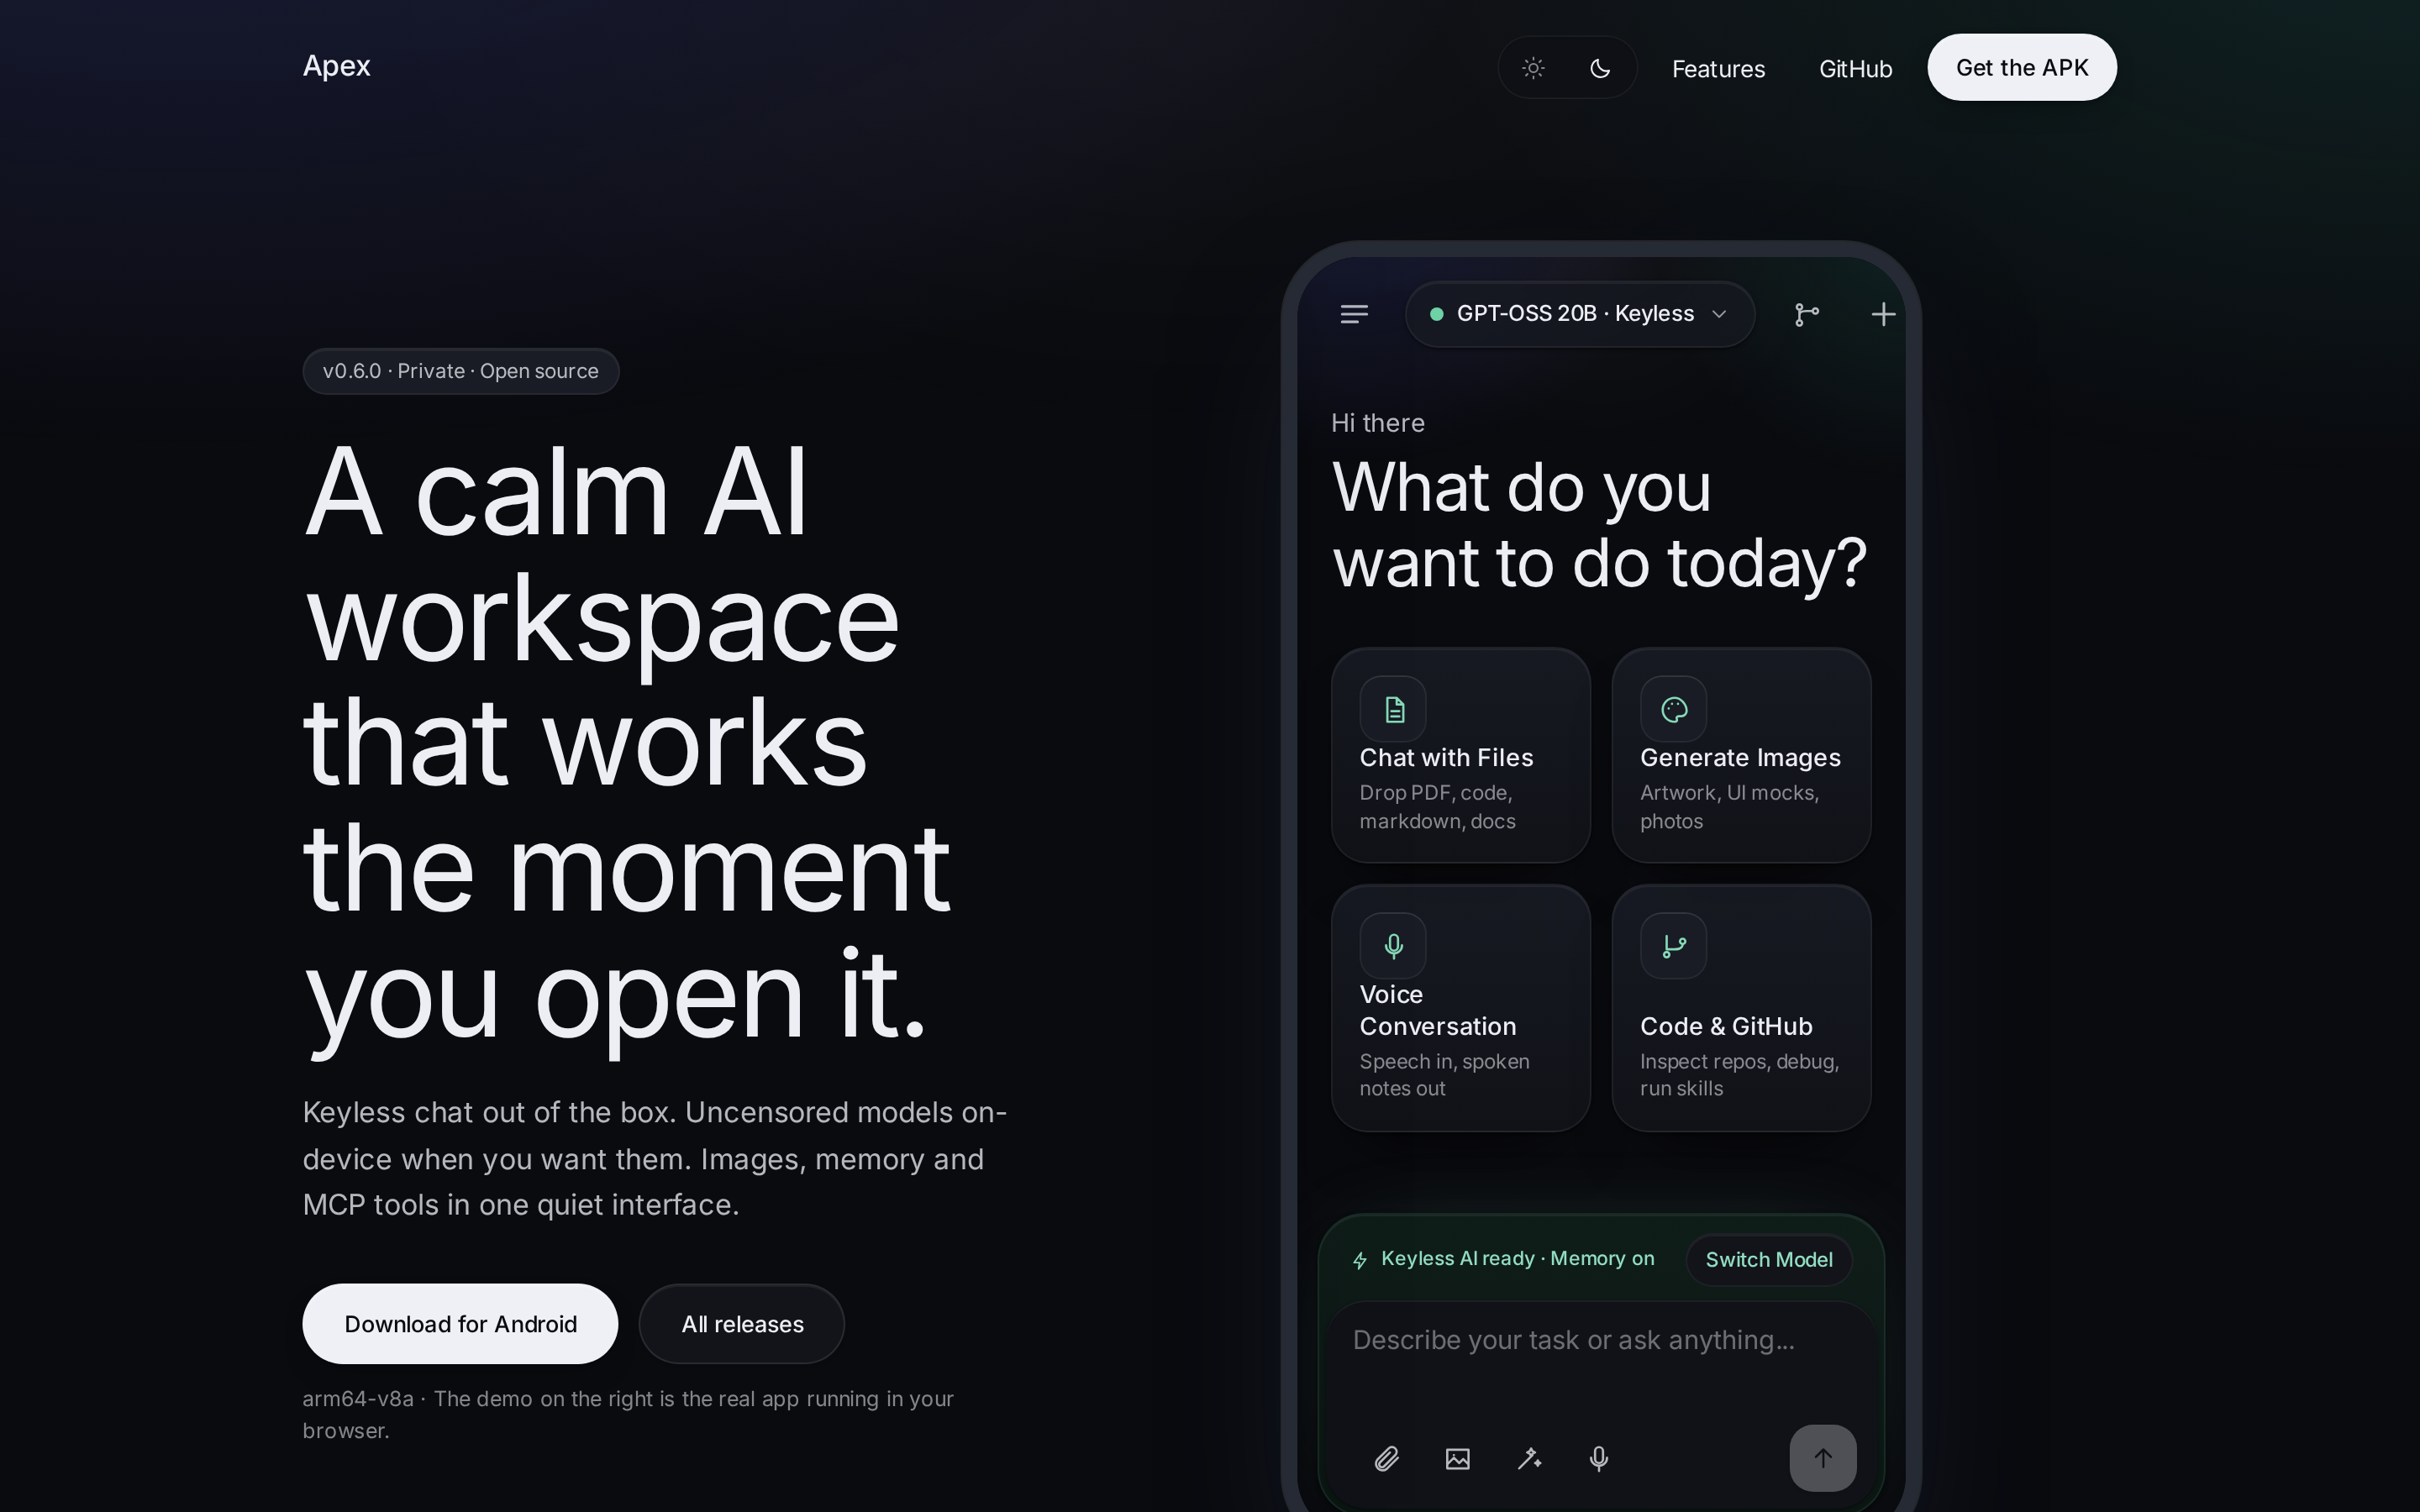 Apex
Features
GitHub
Get the APK
v0.6.0 · Private · Open source
A calm AI
workspace
that works
the moment
you open it.
Keyless chat out of the box. Uncensored models on-
device when you want them. Images, memory and
MCP tools in one quiet interface.
Download for Android
All releases
arm64-v8a · The demo on the right is the real app running in your
browser.
GPT-OSS 20B · Keyless
Hi there
What do you
want to do today?
Chat with Files
Drop PDF, code,
markdown, docs
Generate Images
Artwork, UI mocks,
photos
Voice
Conversation
Speech in, spoken
notes out
Code & GitHub
Inspect repos, debug,
run skills
Keyless AI ready · Memory on
Switch Model
Describe your task or ask anything...